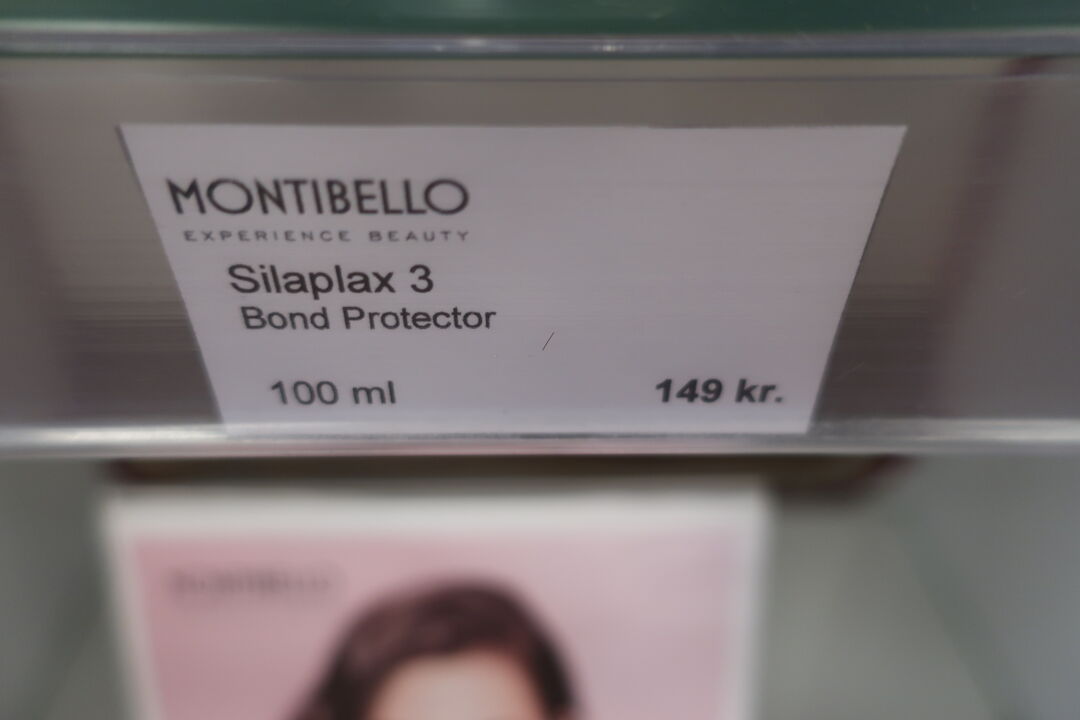 MONTIBELLO
EXPERIENCE BEAUTY
Silaplax 3
Bond Protector
100 ml 149 kr.